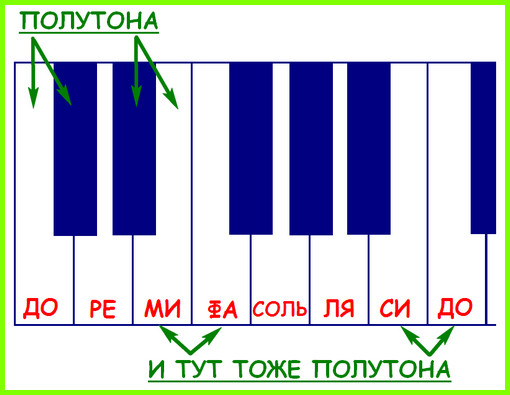 ПОЛУТОНА
ДО РЕ МИ ФА СОЛЬ ЛЯ СИ ДО
И ТУТ ТОЖЕ ПОЛУТОНА